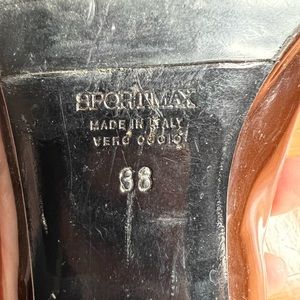 SPORTMAX
MADE IN ITALY
VERO CUOIO
38